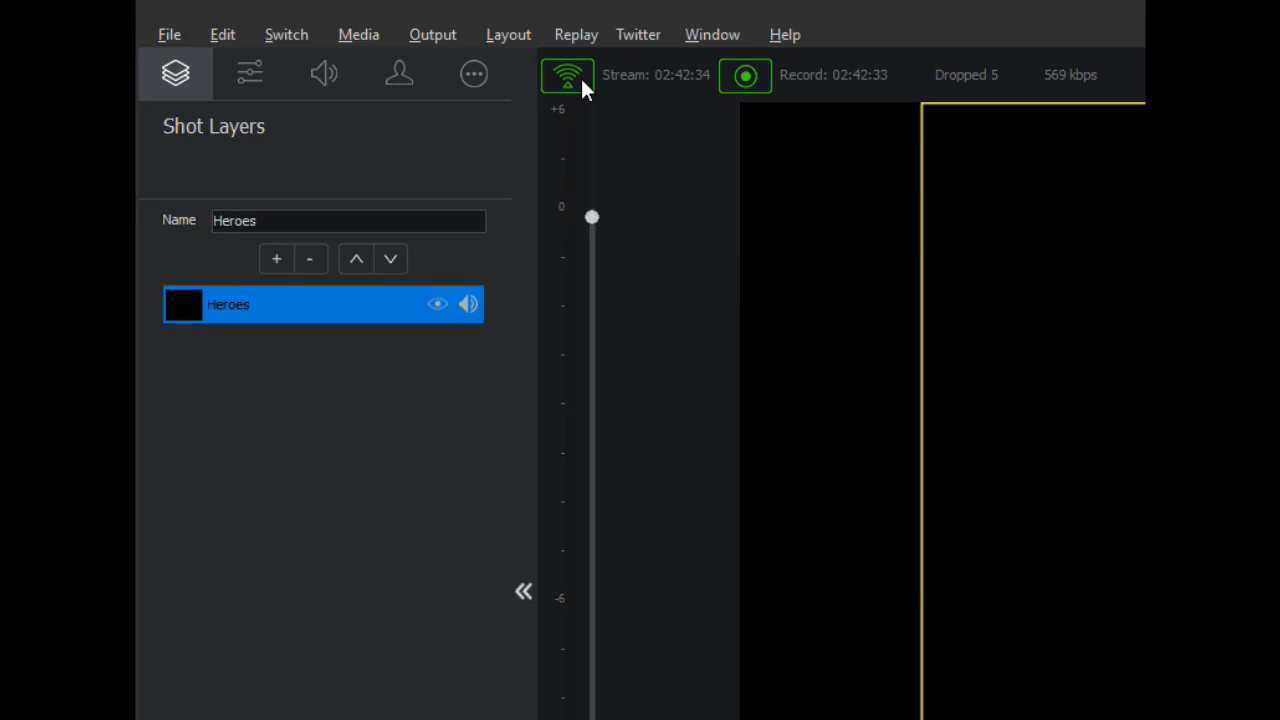 File Edit Switch Media Output Layout Replay Twitter Window Help
Stream: 02:42:34 Record: 02:42:33 Dropped 5 569 kbps
+6
Shot Layers
-
0
Name Heroes
+ -
-
Heroes
-
-
-
-
-
-
-6
-
-